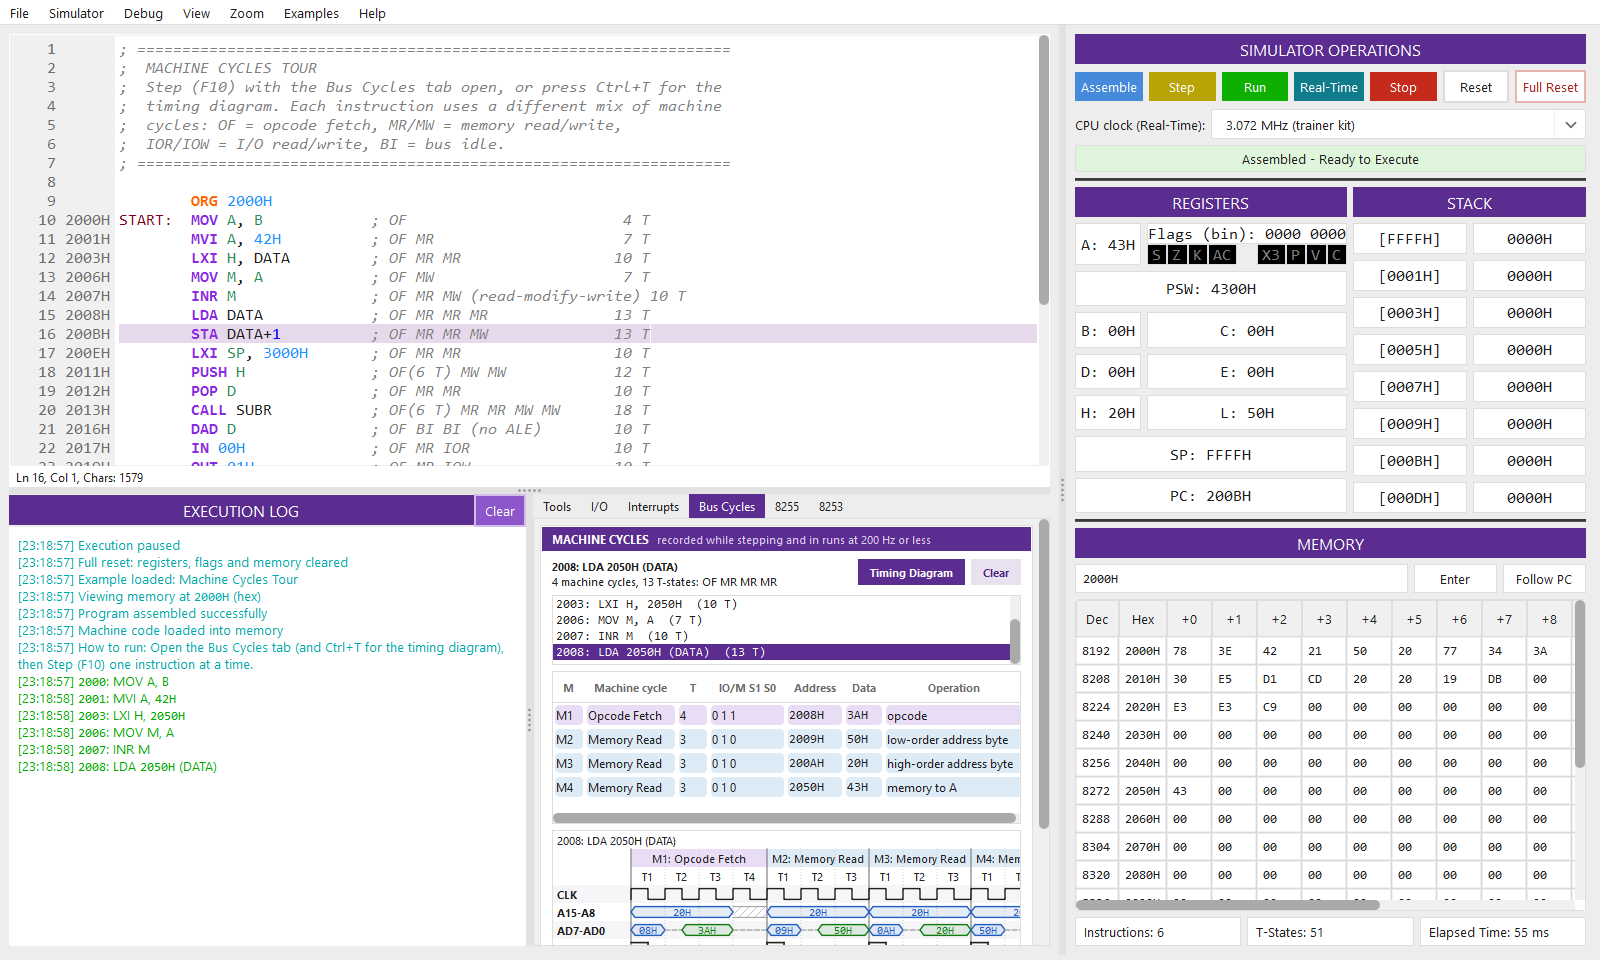 File Simulator Debug View Zoom Examples Help
1 ; ==================================================================
2 ;  MACHINE CYCLES TOUR
3 ;  Step (F10) with the Bus Cycles tab open, or press Ctrl+T for the
4 ;  timing diagram. Each instruction uses a different mix of machine
5 ;  cycles: OF = opcode fetch, MR/MW = memory read/write,
6 ;  IOR/IOW = I/O read/write, BI = bus idle.
7 ; ==================================================================
8
9 ORG 2000H
10 2000H START: MOV A, B ; OF 4 T
11 2001H MVI A, 42H ; OF MR 7 T
12 2003H LXI H, DATA ; OF MR MR 10 T
13 2006H MOV M, A ; OF MW 7 T
14 2007H INR M ; OF MR MW (read-modify-write) 10 T
15 2008H LDA DATA ; OF MR MR MR 13 T
16 200BH STA DATA+1 ; OF MR MR MW 13 T
17 200EH LXI SP, 3000H ; OF MR MR 10 T
18 2011H PUSH H ; OF(6 T) MW MW 12 T
19 2012H POP D ; OF MR MR 10 T
20 2013H CALL SUBR ; OF(6 T) MR MR MW MW 18 T
21 2016H DAD D ; OF BI BI (no ALE) 10 T
22 2017H IN 00H ; OF MR IOR 10 T
23 2019H OUT 01H ; OF MR IOW 10 T
Ln 16, Col 1, Chars: 1579
EXECUTION LOG Clear
[23:18:57] Execution paused
[23:18:57] Full reset: registers, flags and memory cleared
[23:18:57] Example loaded: Machine Cycles Tour
[23:18:57] Viewing memory at 2000H (hex)
[23:18:57] Program assembled successfully
[23:18:57] Machine code loaded into memory
[23:18:57] How to run: Open the Bus Cycles tab (and Ctrl+T for the timing diagram),
then Step (F10) one instruction at a time.
[23:18:57] 2000: MOV A, B
[23:18:58] 2001: MVI A, 42H
[23:18:58] 2003: LXI H, 2050H
[23:18:58] 2006: MOV M, A
[23:18:58] 2007: INR M
[23:18:58] 2008: LDA 2050H (DATA)
Tools I/O Interrupts Bus Cycles 8255 8253
MACHINE CYCLES recorded while stepping and in runs at 200 Hz or less
2008: LDA 2050H (DATA)
4 machine cycles, 13 T-states: OF MR MR MR
Timing Diagram Clear
2003: LXI H, 2050H (10 T)
2006: MOV M, A (7 T)
2007: INR M (10 T)
2008: LDA 2050H (DATA) (13 T)
M Machine cycle T IO/M S1 S0 Address Data Operation
M1 Opcode Fetch 4 0 1 1 2008H 3AH opcode
M2 Memory Read 3 0 1 0 2009H 50H low-order address byte
M3 Memory Read 3 0 1 0 200AH 20H high-order address byte
M4 Memory Read 3 0 1 0 2050H 43H memory to A
2008: LDA 2050H (DATA)
M1: Opcode Fetch M2: Memory Read M3: Memory Read M4: Mem
T1 T2 T3 T4 T1 T2 T3 T1 T2 T3 T1
CLK
A15-A8 20H 20H 20H
AD7-AD0 08H 3AH 09H 50H 0AH 20H 50H
SIMULATOR OPERATIONS
Assemble Step Run Real-Time Stop Reset Full Reset
CPU clock (Real-Time): 3.072 MHz (trainer kit)
Assembled - Ready to Execute
REGISTERS
A: 43H Flags (bin): 0000 0000
S Z K AC X3 P V C
PSW: 4300H
B: 00H C: 00H
D: 00H E: 00H
H: 20H L: 50H
SP: FFFFH
PC: 200BH
STACK
[FFFFH] 0000H
[0001H] 0000H
[0003H] 0000H
[0005H] 0000H
[0007H] 0000H
[0009H] 0000H
[000BH] 0000H
[000DH] 0000H
MEMORY
2000H Enter Follow PC
Dec Hex +0 +1 +2 +3 +4 +5 +6 +7 +8
8192 2000H 78 3E 42 21 50 20 77 34 3A
8208 2010H 30 E5 D1 CD 20 20 19 DB 00
8224 2020H E3 E3 C9 00 00 00 00 00 00
8240 2030H 00 00 00 00 00 00 00 00 00
8256 2040H 00 00 00 00 00 00 00 00 00
8272 2050H 43 00 00 00 00 00 00 00 00
8288 2060H 00 00 00 00 00 00 00 00 00
8304 2070H 00 00 00 00 00 00 00 00 00
8320 2080H 00 00 00 00 00 00 00 00 00
Instructions: 6 T-States: 51 Elapsed Time: 55 ms